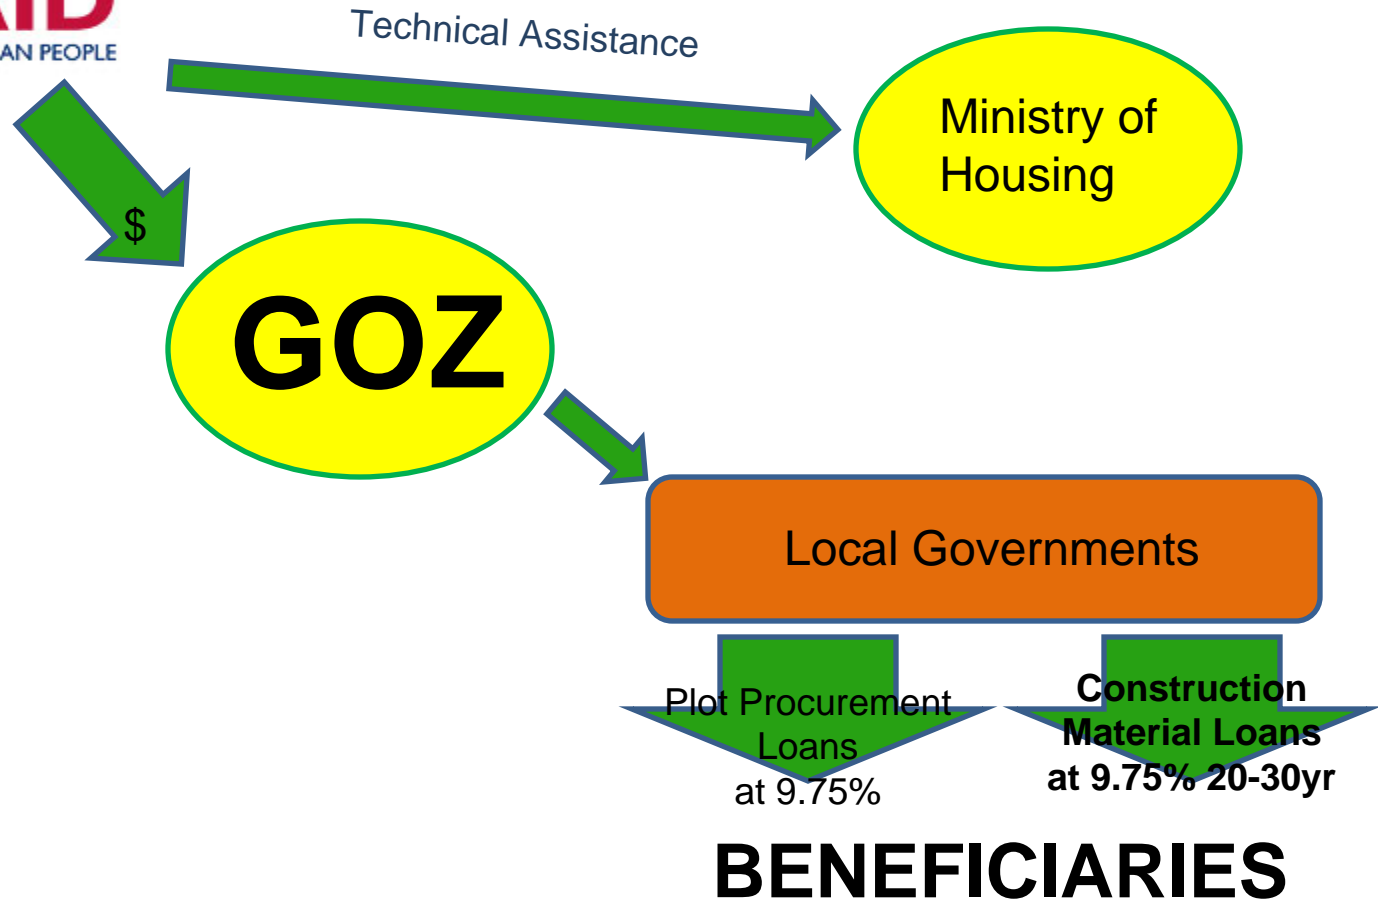 AID
AN PEOPLE
Technical Assistance
Ministry of
Housing
$
GOZ
Local Governments
Plot Procurement
Loans
at 9.75%
Construction
Material Loans
at 9.75% 20-30yr
BENEFICIARIES